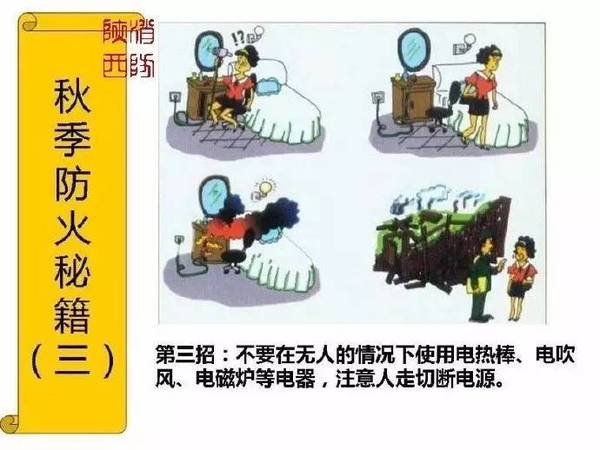 陕西消防
秋季防火秘籍（三）
!?
第三招：不要在无人的情况下使用电热棒、电吹
风、电磁炉等电器，注意人走切断电源。